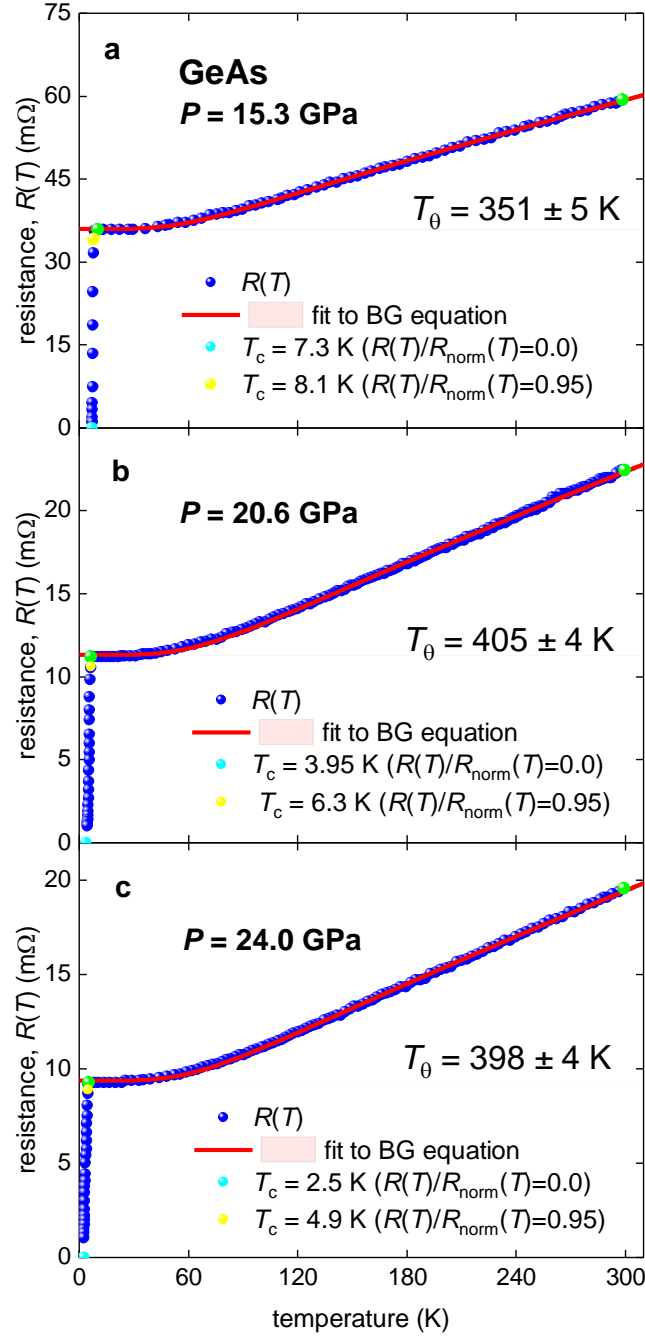 75
a
GeAs
P = 15.3 GPa
60
45
30
15
0
resistance, R(T) (mΩ)
Tθ = 351 ± 5 K
R(T)
fit to BG equation
Tc = 7.3 K (R(T)/Rnorm(T)=0.0)
Tc = 8.1 K (R(T)/Rnorm(T)=0.95)
b
P = 20.6 GPa
20
15
10
5
0
resistance, R(T) (mΩ)
Tθ = 405 ± 4 K
R(T)
fit to BG equation
Tc = 3.95 K (R(T)/Rnorm(T)=0.0)
Tc = 6.3 K (R(T)/Rnorm(T)=0.95)
c
P = 24.0 GPa
20
15
10
5
0
resistance, R(T) (mΩ)
Tθ = 398 ± 4 K
R(T)
fit to BG equation
Tc = 2.5 K (R(T)/Rnorm(T)=0.0)
Tc = 4.9 K (R(T)/Rnorm(T)=0.95)
0 60 120 180 240 300
temperature (K)